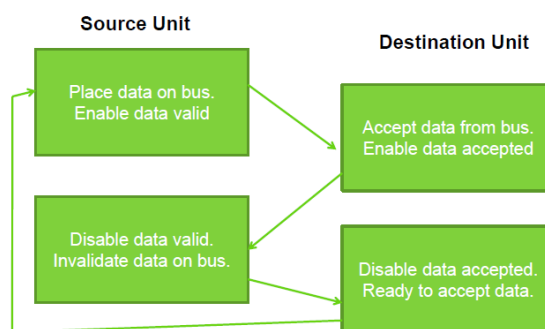 Source Unit
Destination Unit
Place data on bus.
Enable data valid
Accept data from bus.
Enable data accepted
Disable data valid.
Invalidate data on bus.
Disable data accepted.
Ready to accept data.